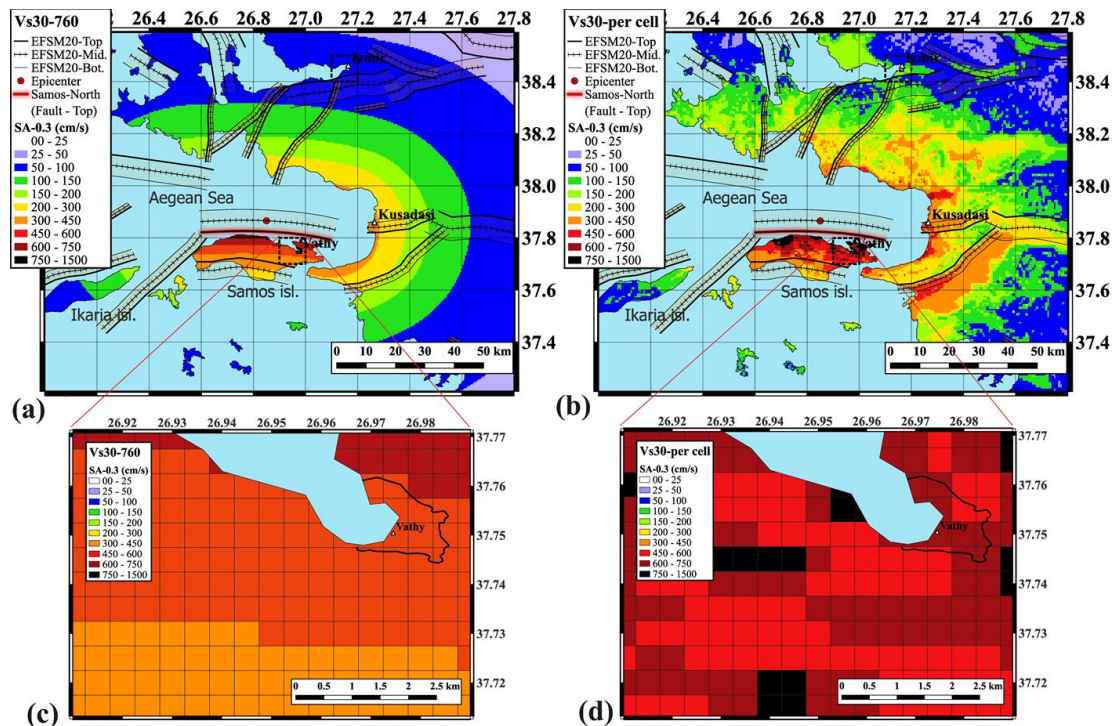 26.4 26.6 26.8 27.0 27.2 27.4 27.6 27.8
Vs30-760
EFSM20-Top
EFSM20-Mid.
EFSM20-Bot.
Epicenter
Samos-North
(Fault - Top)
SA-0.3 (cm/s)
00 - 25
25 - 50
50 - 100
100 - 150
150 - 200
200 - 300
300 - 450
450 - 600
600 - 750
750 - 1500
Izmir
Aegean Sea
Kusadasi
Vathy
Samos isl.
Ikaria isl.
0 10 20 30 40 50 km
38.4
38.2
38.0
37.8
37.6
37.4
(a)
26.4 26.6 26.8 27.0 27.2 27.4 27.6 27.8
Vs30-per cell
EFSM20-Top
EFSM20-Mid.
EFSM20-Bot.
Epicenter
Samos-North
(Fault - Top)
SA-0.3 (cm/s)
00 - 25
25 - 50
50 - 100
100 - 150
150 - 200
200 - 300
300 - 450
450 - 600
600 - 750
750 - 1500
Izmir
Aegean Sea
Kusadasi
Vathy
Samos isl.
Ikaria isl.
0 10 20 30 40 50 km
38.4
38.2
38.0
37.8
37.6
37.4
(b)
26.92 26.93 26.94 26.95 26.96 26.97 26.98
Vs30-760
SA-0.3 (cm/s)
00 - 25
25 - 50
50 - 100
100 - 150
150 - 200
200 - 300
300 - 450
450 - 600
600 - 750
750 - 1500
Vathy
0 0.5 1 1.5 2 2.5 km
37.77
37.76
37.75
37.74
37.73
37.72
(c)
26.92 26.93 26.94 26.95 26.96 26.97 26.98
Vs30-per cell
SA-0.3 (cm/s)
00 - 25
25 - 50
50 - 100
100 - 150
150 - 200
200 - 300
300 - 450
450 - 600
600 - 750
750 - 1500
Vathy
0 0.5 1 1.5 2 2.5 km
37.77
37.76
37.75
37.74
37.73
37.72
(d)